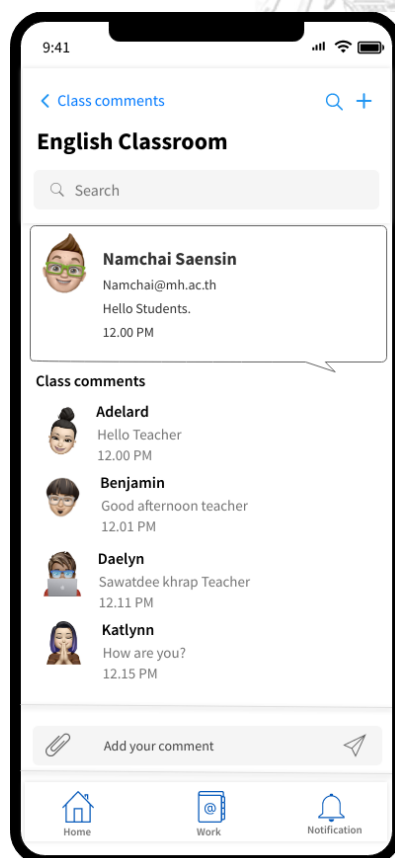 9:41
Class comments
English Classroom
Search
Namchai Saensin
Namchai@mh.ac.th
Hello Students.
12.00 PM
Class comments
Adelard
Hello Teacher
12.00 PM
Benjamin
Good afternoon teacher
12.01 PM
Daelyn
Sawatdee khrap Teacher
12.11 PM
Katlynn
How are you?
12.15 PM
Add your comment
@
Home Work Notification